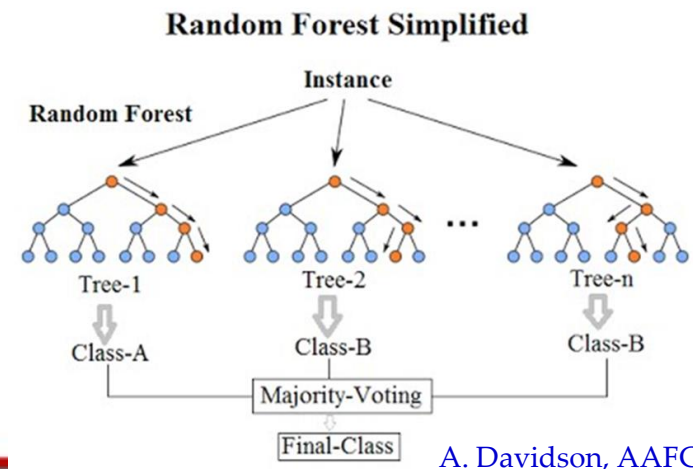 Random Forest Simplified
Instance
Random Forest
...
Tree-1 Tree-2 Tree-n
Class-A Class-B Class-B
Majority-Voting
Final-Class
A. Davidson, AAFC